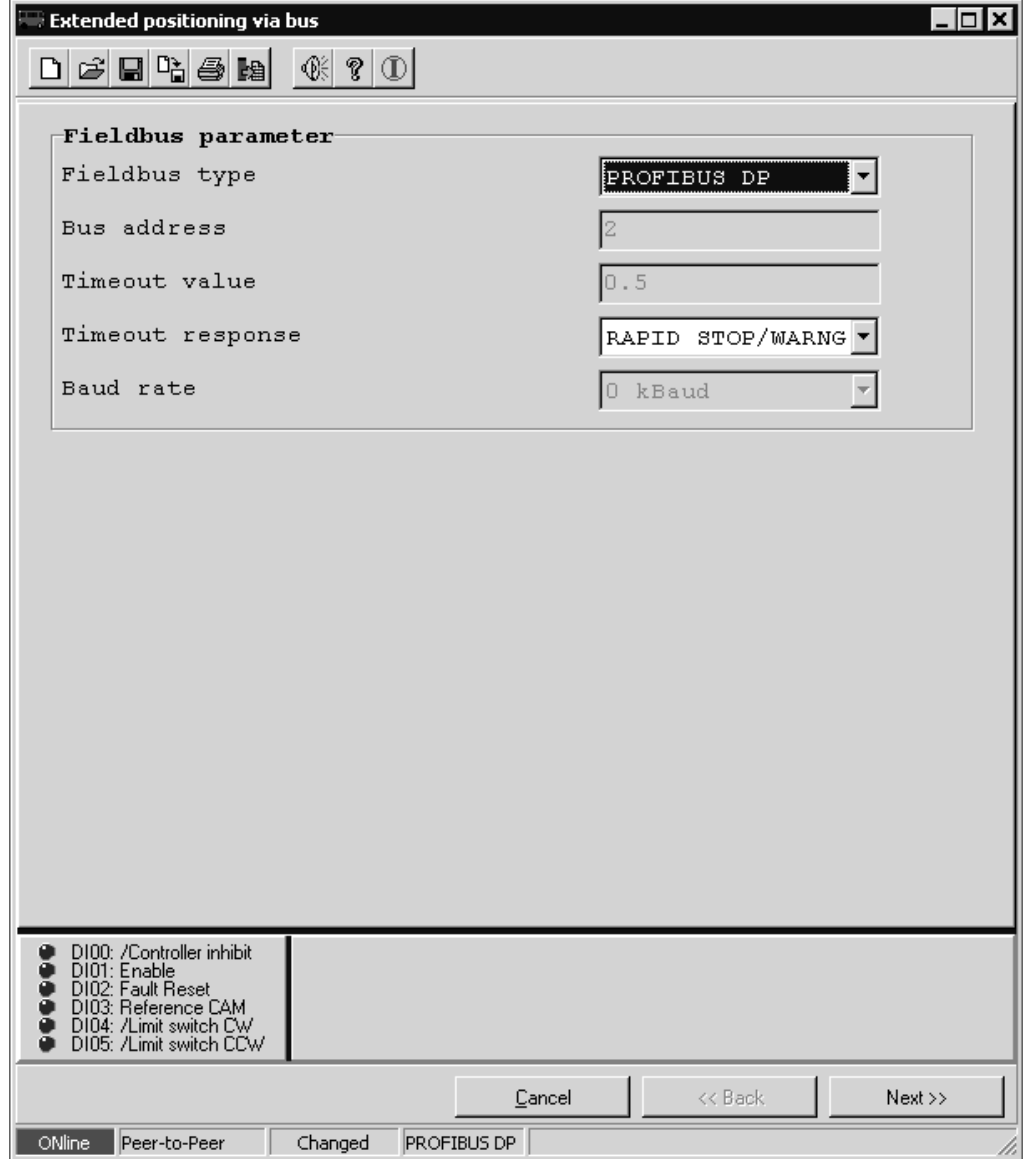 Extended positioning via bus
Fieldbus parameter
Fieldbus type PROFIBUS DP
Bus address 2
Timeout value 0.5
Timeout response RAPID STOP/WARNG
Baud rate 0 kBaud
DI00: /Controller inhibit
DI01: Enable
DI02: Fault Reset
DI03: Reference CAM
DI04: /Limit switch CW
DI05: /Limit switch CCW
Cancel << Back Next >>
ONline Peer-to-Peer Changed PROFIBUS DP